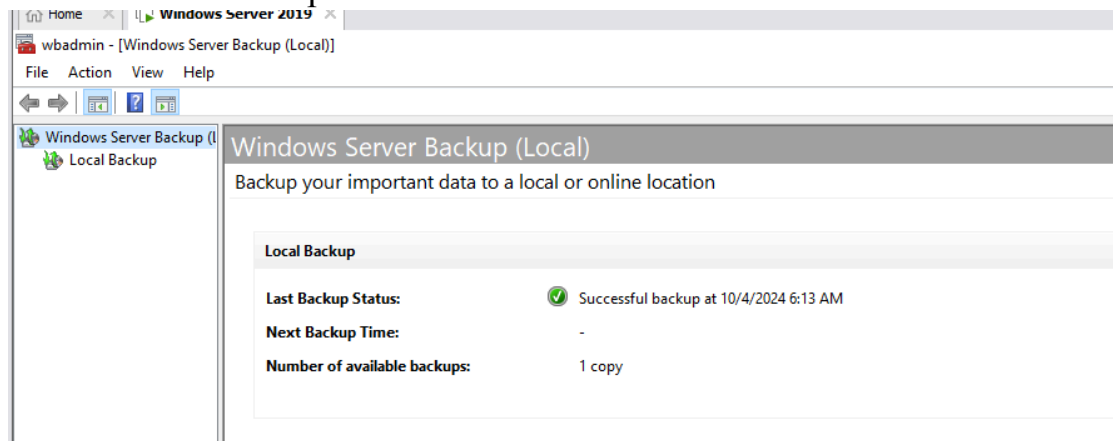 Home × Windows Server 2019 ×
wbadmin - [Windows Server Backup (Local)]
File Action View Help
Windows Server Backup (L
Local Backup
Windows Server Backup (Local)
Backup your important data to a local or online location
Local Backup
Last Backup Status: Successful backup at 10/4/2024 6:13 AM
Next Backup Time: -
Number of available backups: 1 copy